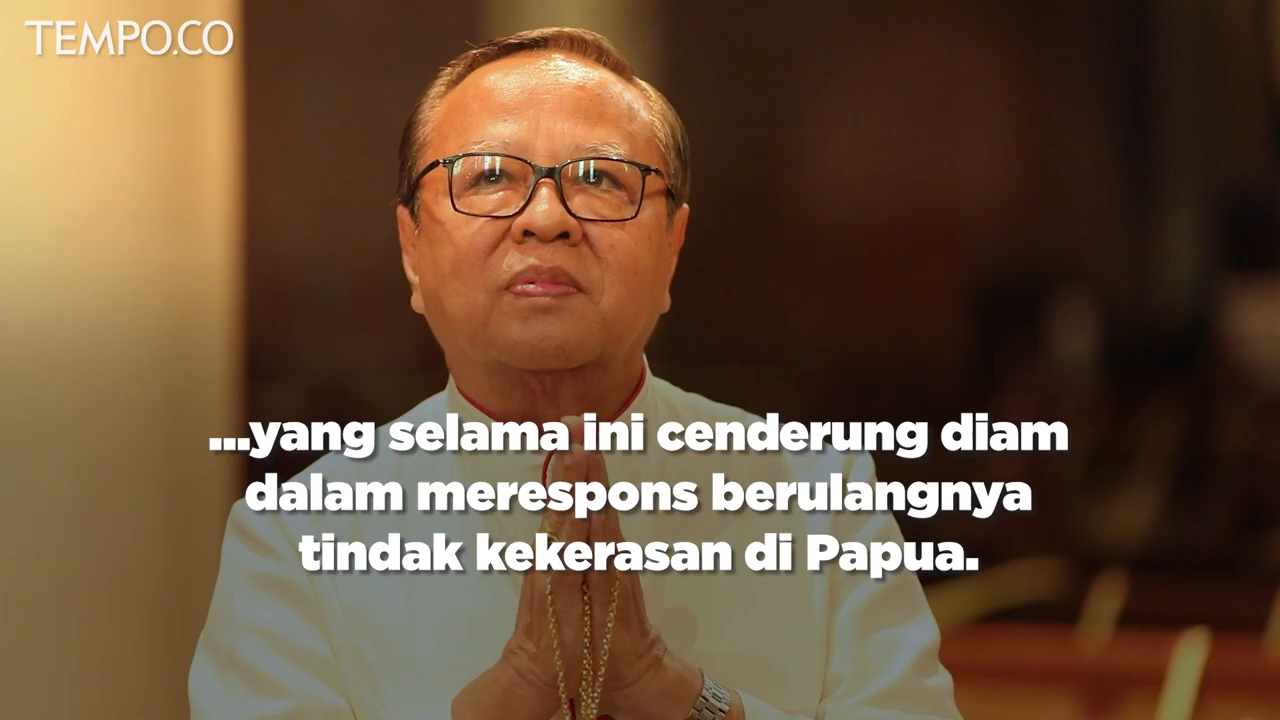 TEMPO.CO
...yang selama ini cenderung diam
dalam merespons berulangnya
tindak kekerasan di Papua.